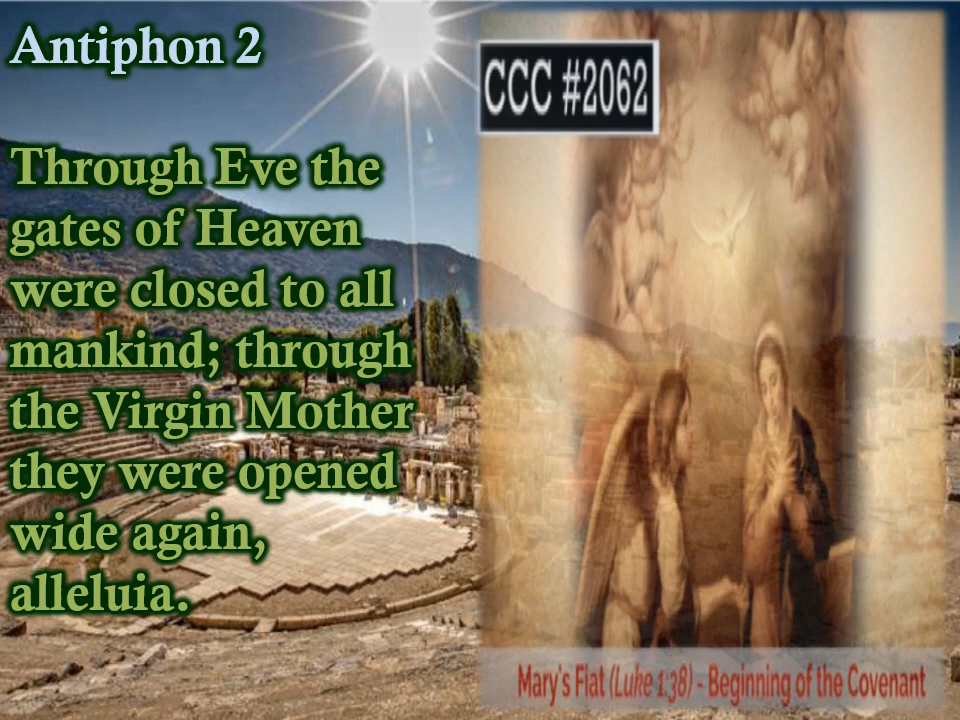 Antiphon 2
Through Eve the
gates of Heaven
were closed to all
mankind; through
the Virgin Mother
they were opened
wide again,
alleluia.
CCC #2062
Mary's Fiat (Luke 1:38) - Beginning of the Covenant